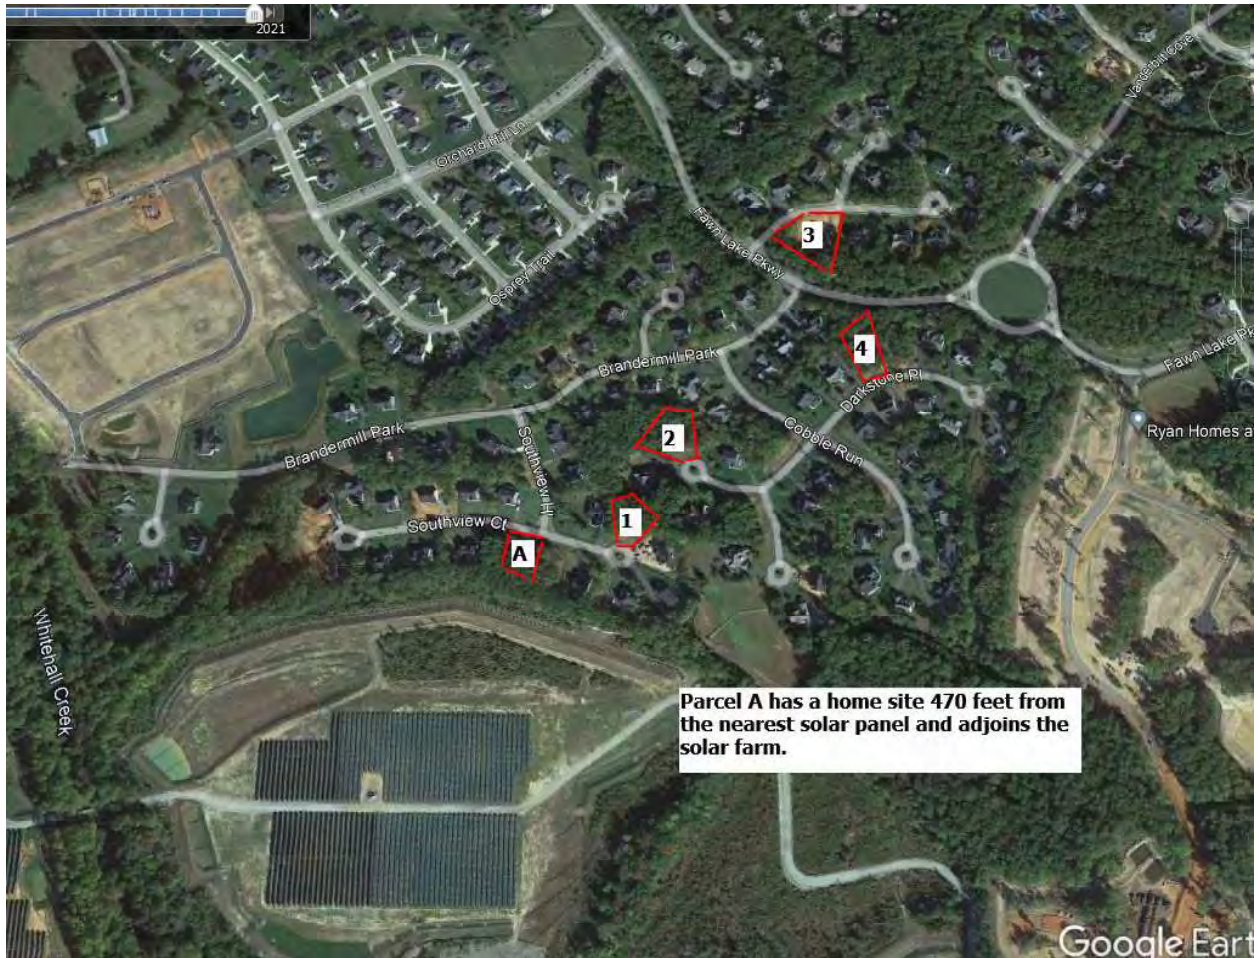 2021
Vanderbilt Cove
Orchard Hill Ln
Fawn Lake Pkwy
3
Osprey Trail
4
Brandermill Park
Fawn Lake Pk
Darkstone Pl
Ryan Homes a
2
Cobble Run
Brandermill Park
Southview Hl
1
Southview Ct
A
Whitehall Creek
Parcel A has a home site 470 feet from
the nearest solar panel and adjoins the
solar farm.
Google Eart